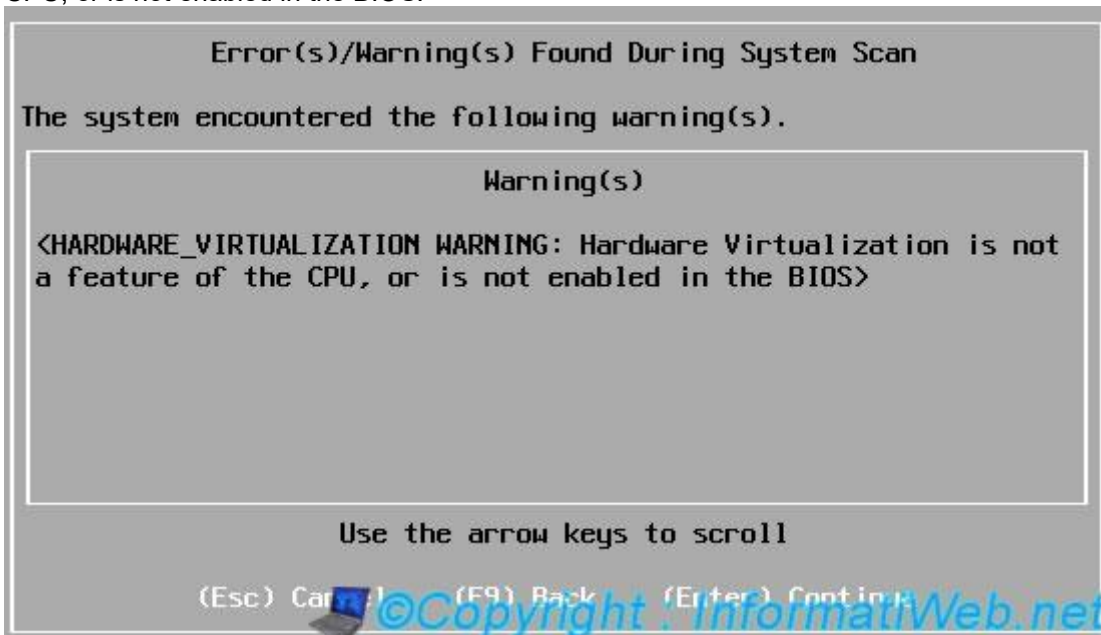 Error(s)/Warning(s) Found During System Scan
The system encountered the following warning(s).
Warning(s)
<HARDWARE_VIRTUALIZATION WARNING: Hardware Virtualization is not
a feature of the CPU, or is not enabled in the BIOS>
Use the arrow keys to scroll
(Esc) (F9) Back (Enter) Continue
©Copyright : InformatiWeb.net